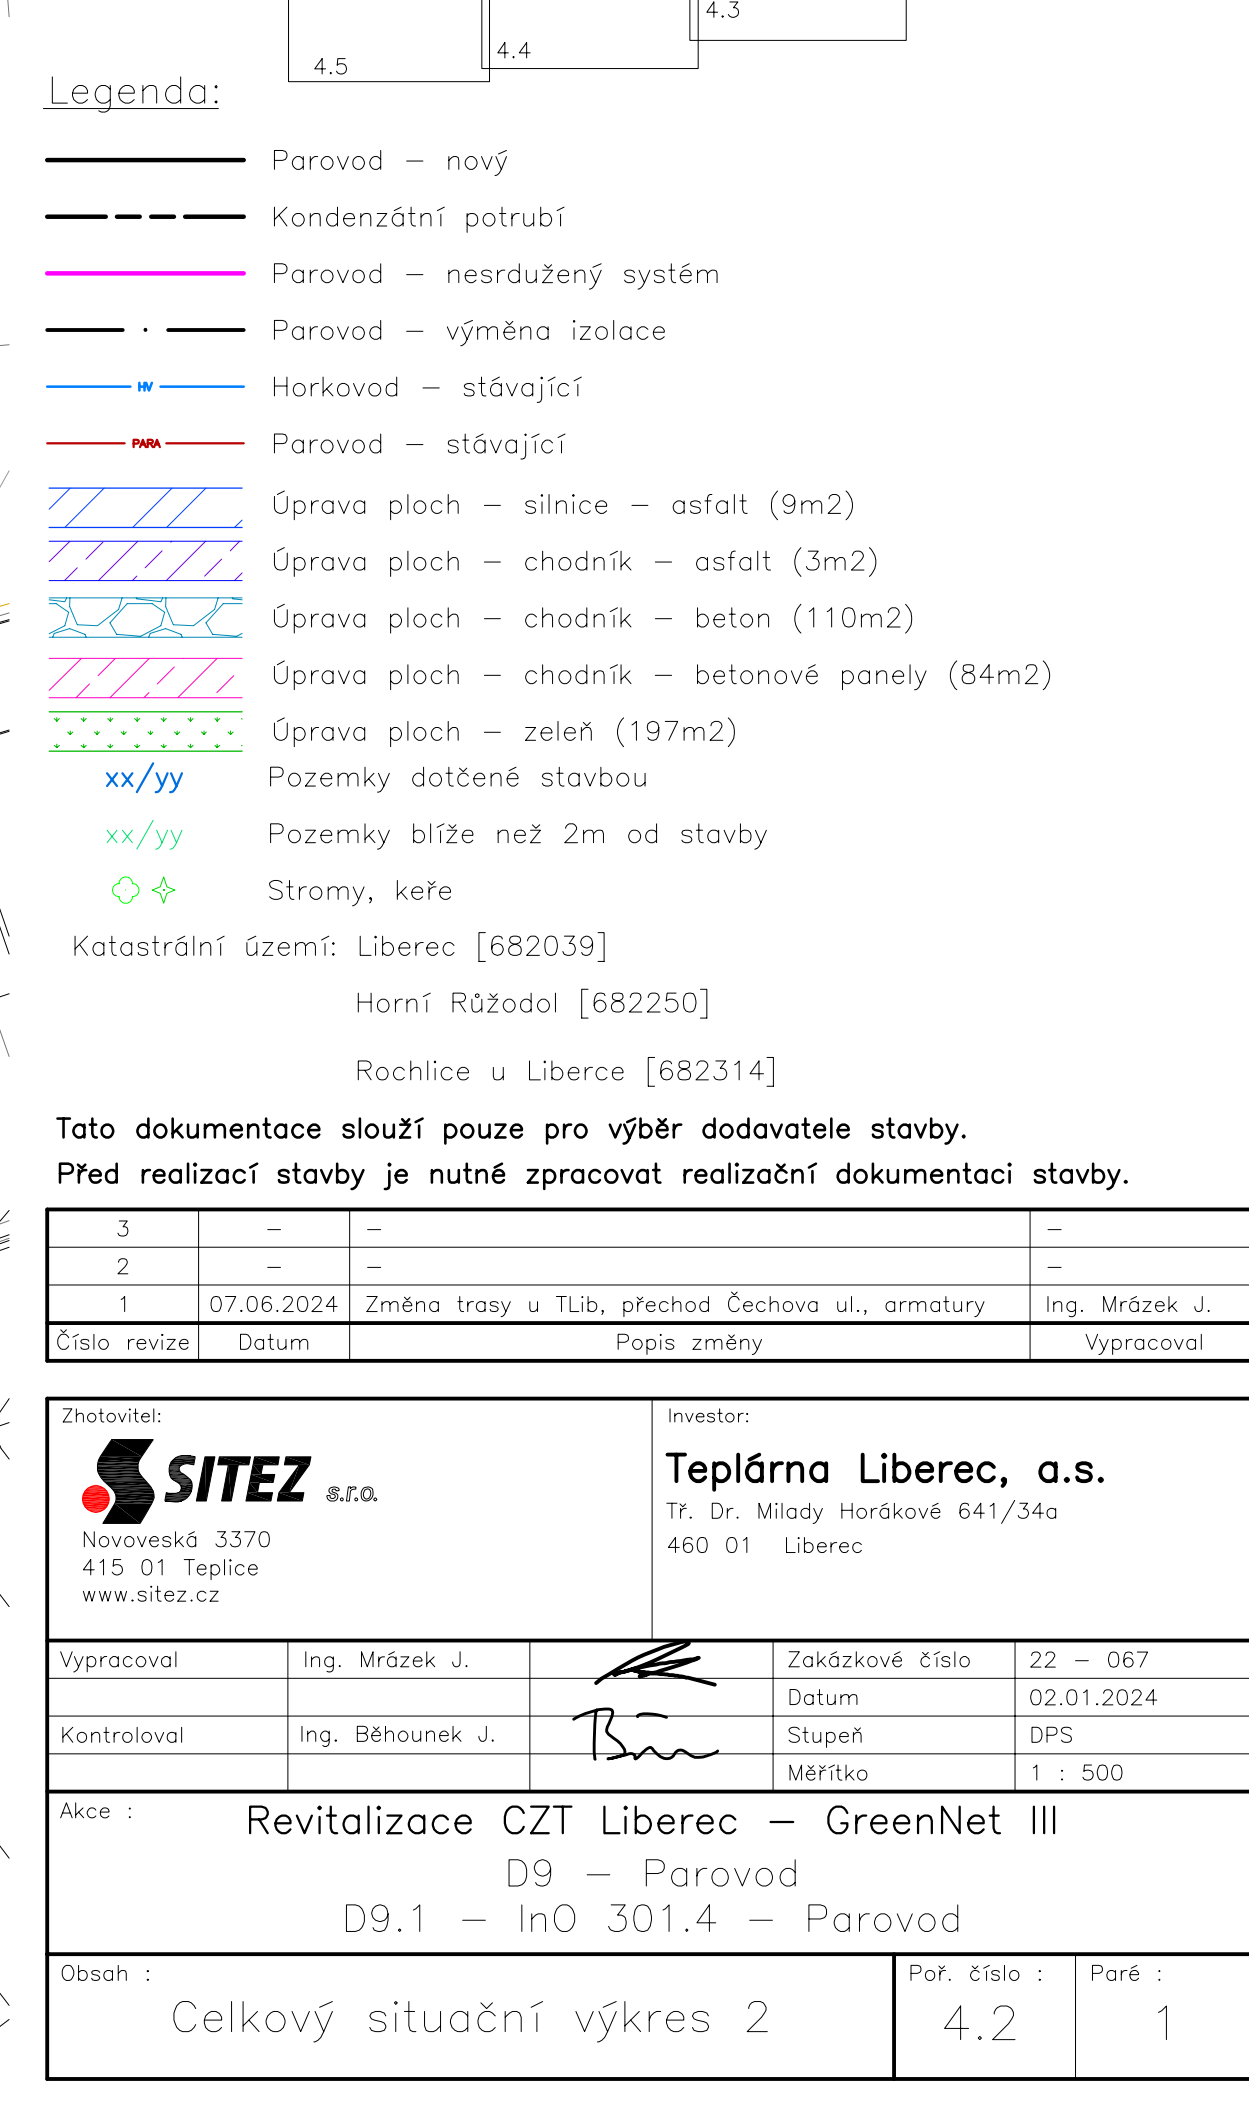 4.3
4.4
4.5
Legenda:
Parovod – nový
Kondenzátní potrubí
Parovod – nesrdužený systém
Parovod – výměna izolace
HV Horkovod – stávající
PARA Parovod – stávající
Úprava ploch – silnice – asfalt (9m2)
Úprava ploch – chodník – asfalt (3m2)
Úprava ploch – chodník – beton (110m2)
Úprava ploch – chodník – betonové panely (84m2)
Úprava ploch – zeleň (197m2)
xx/yy Pozemky dotčené stavbou
xx/yy Pozemky blíže než 2m od stavby
Stromy, keře
Katastrální území: Liberec [682039]
Horní Růžodol [682250]
Rochlice u Liberce [682314]
Tato dokumentace slouží pouze pro výběr dodavatele stavby.
Před realizací stavby je nutné zpracovat realizační dokumentaci stavby.
3 – – –
2 – – –
1 07.06.2024 Změna trasy u TLib, přechod Čechova ul., armatury Ing. Mrázek J.
Číslo revize Datum Popis změny Vypracoval
Zhotovitel:
SITEZ s.r.o.
Novoveská 3370
415 01 Teplice
www.sitez.cz
Investor:
Teplárna Liberec, a.s.
Tř. Dr. Milady Horákové 641/34a
460 01 Liberec
Vypracoval Ing. Mrázek J. Zakázkové číslo 22 – 067
Datum 02.01.2024
Kontroloval Ing. Běhounek J. Stupeň DPS
Měřítko 1 : 500
Akce :
Revitalizace CZT Liberec – GreenNet III
D9 – Parovod
D9.1 – InO 301.4 – Parovod
Obsah :
Celkový situační výkres 2
Poř. číslo :
4.2
Paré :
1